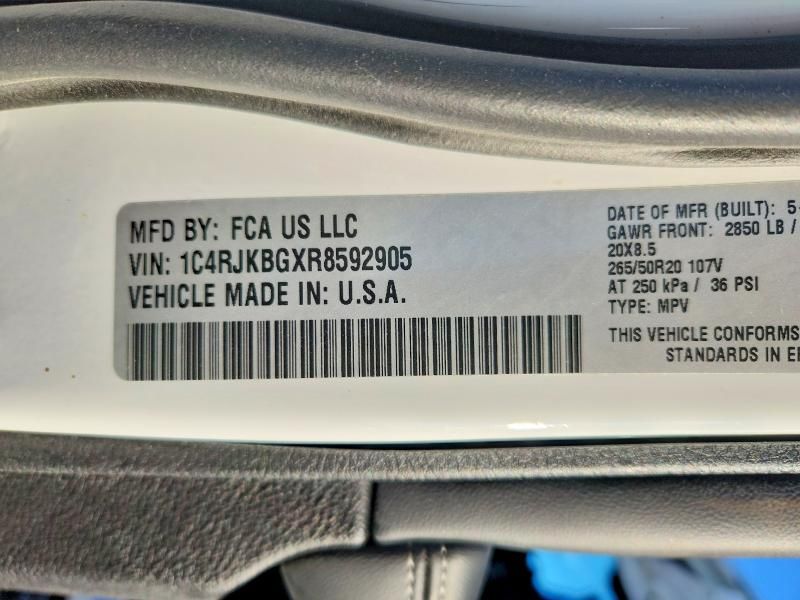 MFD BY: FCA US LLC
VIN: 1C4RJKBGXR8592905
VEHICLE MADE IN: U.S.A.
DATE OF MFR (BUILT): 5-
GAWR FRONT: 2850 LB /
20X8.5
265/50R20 107V
AT 250 kPa / 36 PSI
TYPE: MPV
THIS VEHICLE CONFORMS
STANDARDS IN